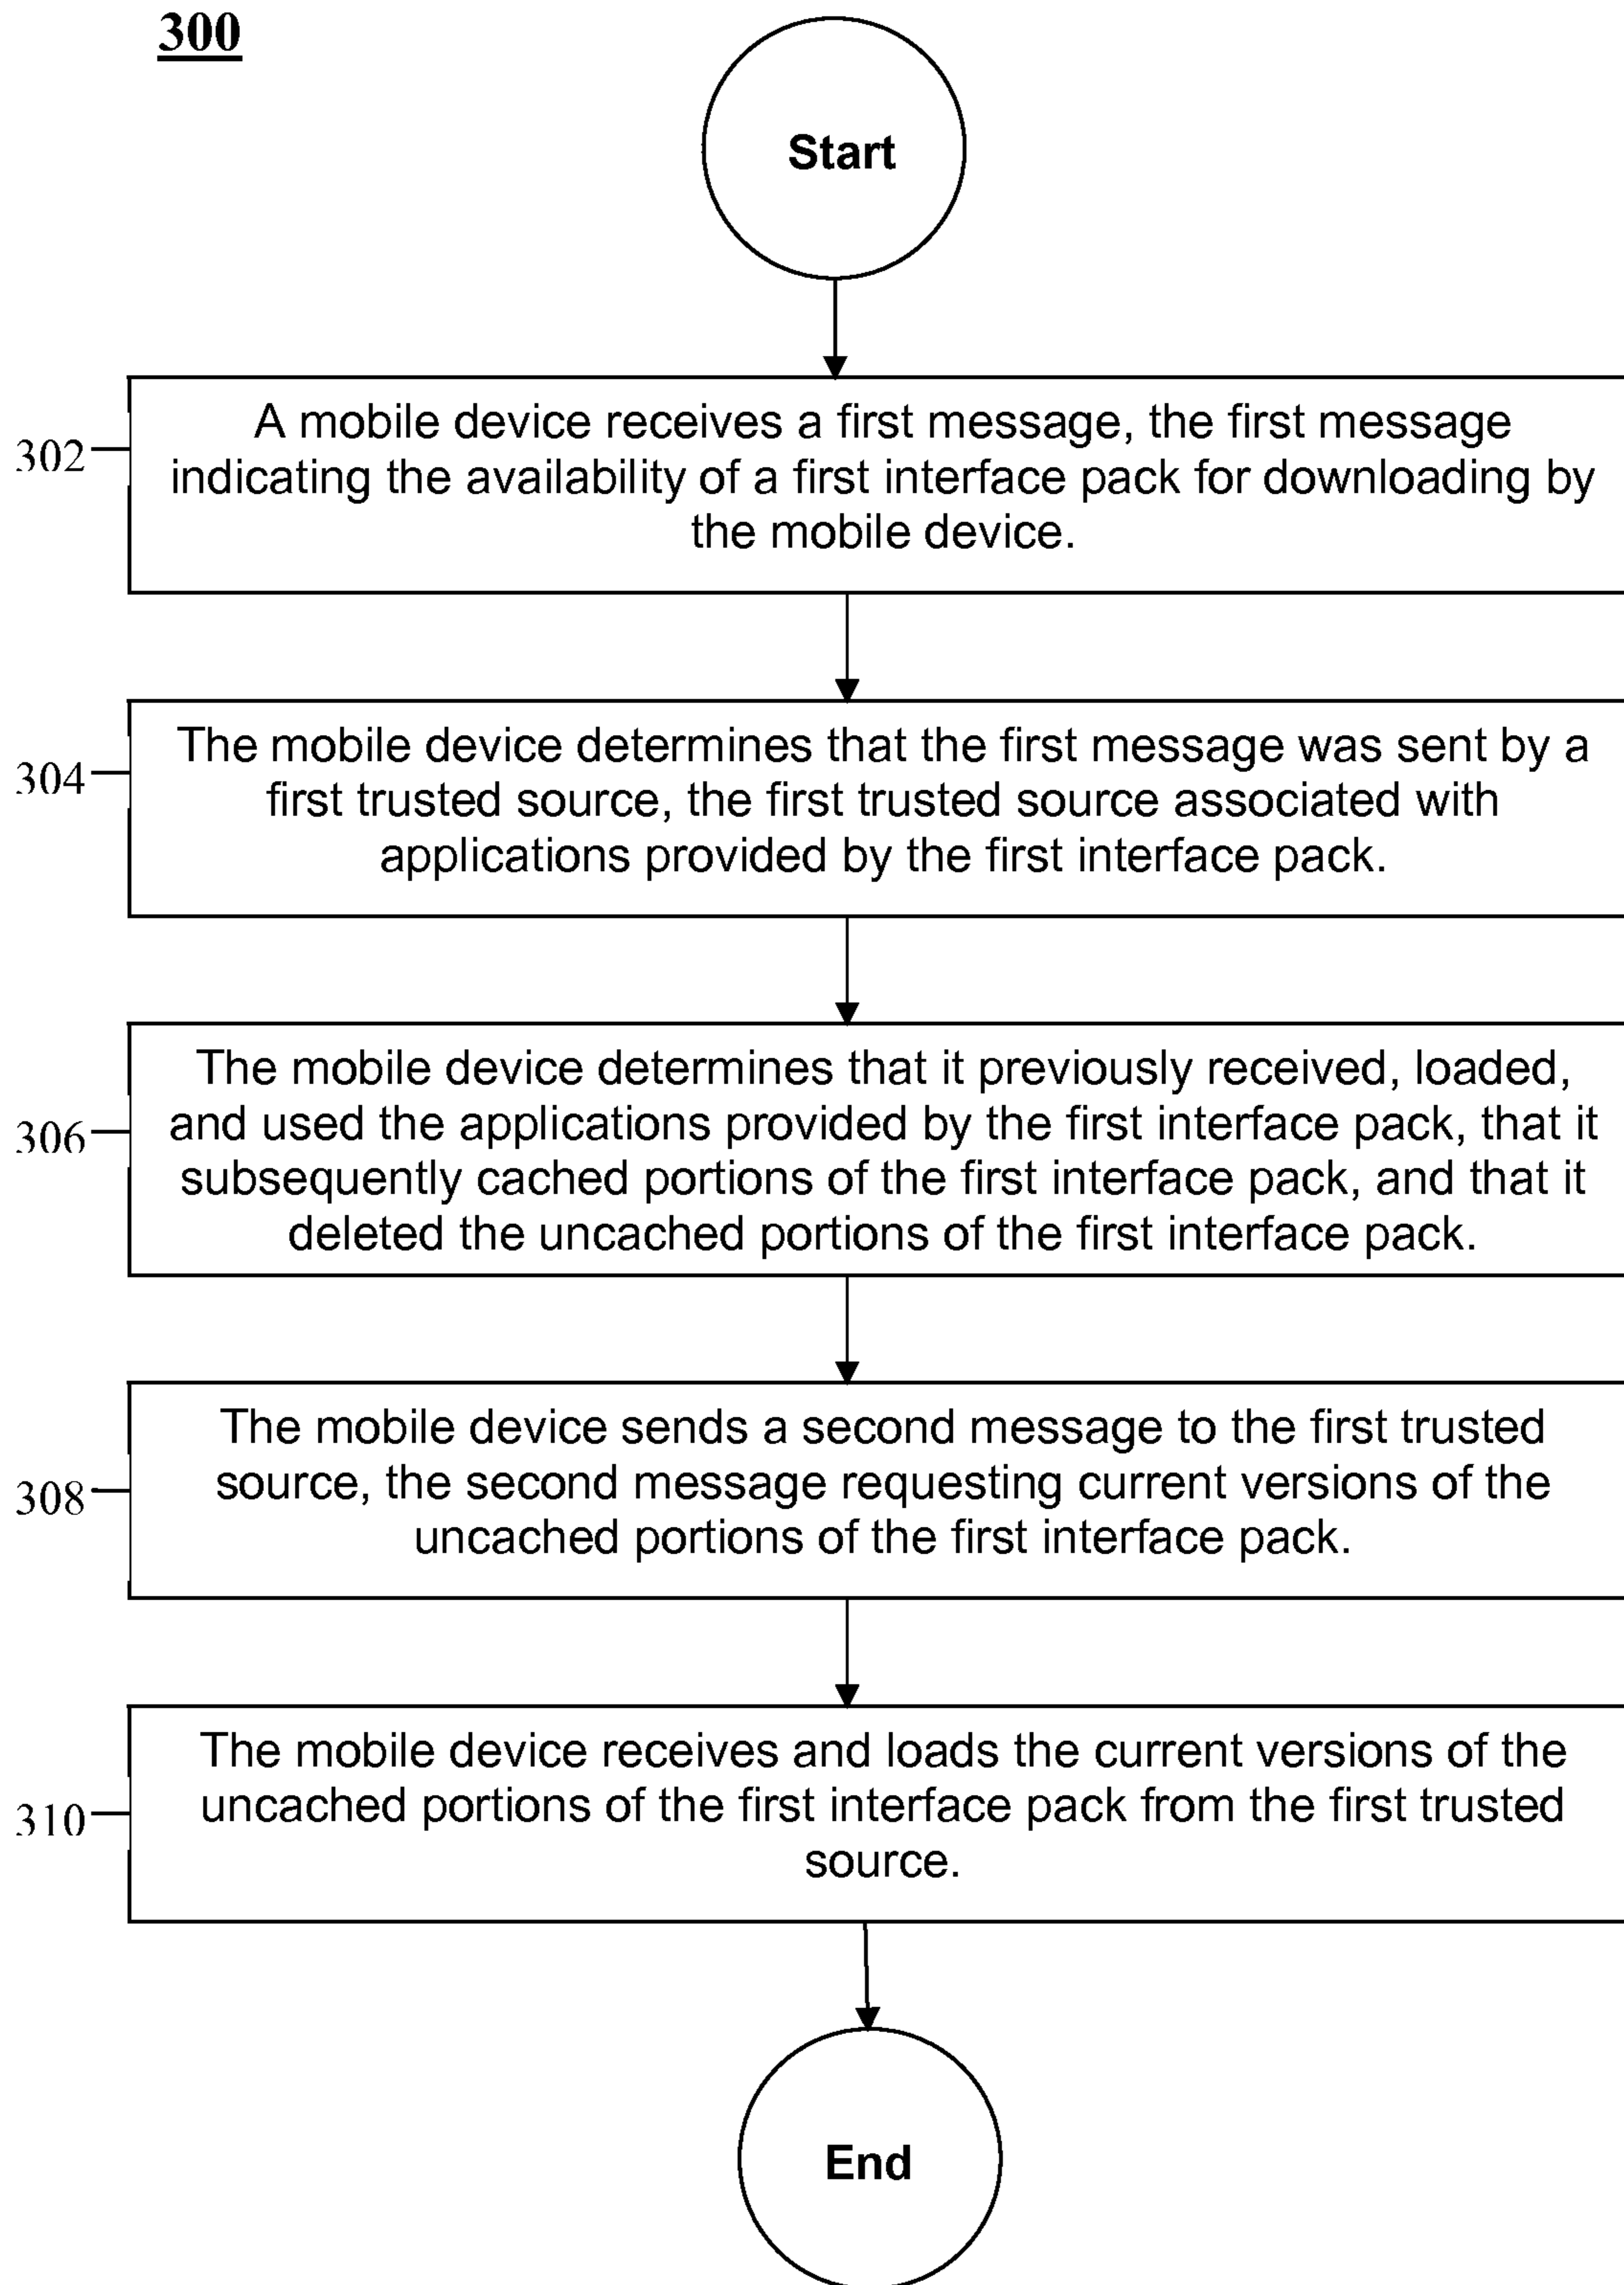 300
Start
302
A mobile device receives a first message, the first message
indicating the availability of a first interface pack for downloading by
the mobile device.
304
The mobile device determines that the first message was sent by a
first trusted source, the first trusted source associated with
applications provided by the first interface pack.
306
The mobile device determines that it previously received, loaded,
and used the applications provided by the first interface pack, that it
subsequently cached portions of the first interface pack, and that it
deleted the uncached portions of the first interface pack.
308
The mobile device sends a second message to the first trusted
source, the second message requesting current versions of the
uncached portions of the first interface pack.
310
The mobile device receives and loads the current versions of the
uncached portions of the first interface pack from the first trusted
source.
End